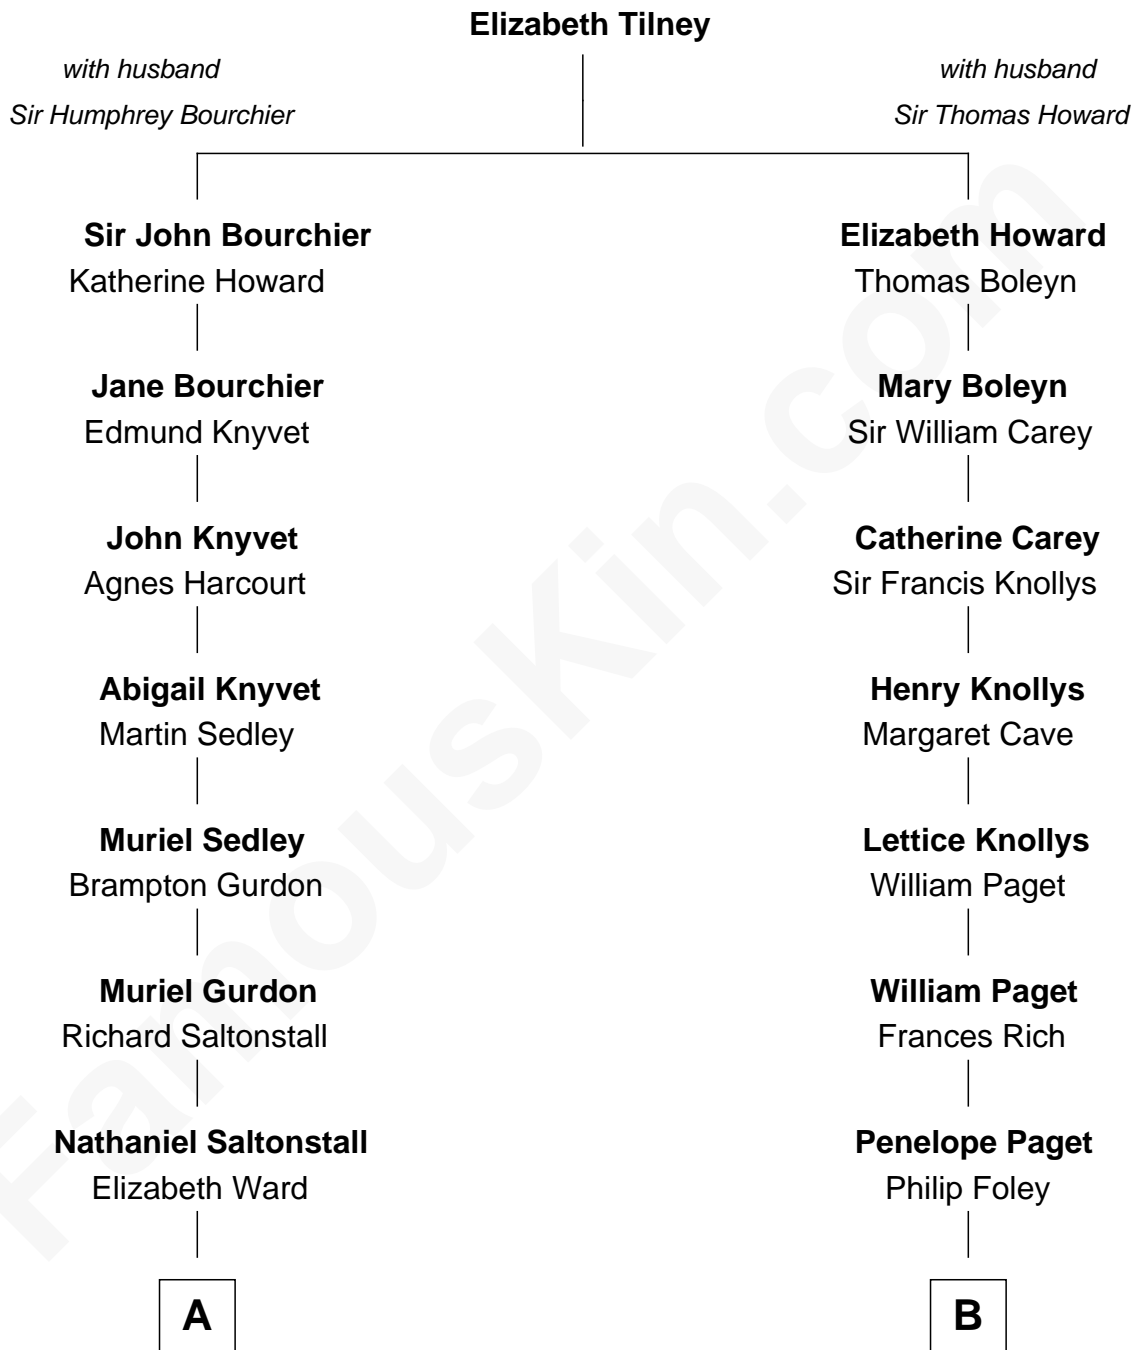 Elizabeth Tilney
with husband
Sir Humphrey Bourchier
with husband
Sir Thomas Howard
Sir John Bourchier
Katherine Howard
Elizabeth Howard
Thomas Boleyn
Jane Bourchier
Edmund Knyvet
Mary Boleyn
Sir William Carey
John Knyvet
Agnes Harcourt
Catherine Carey
Sir Francis Knollys
Abigail Knyvet
Martin Sedley
Henry Knollys
Margaret Cave
Muriel Sedley
Brampton Gurdon
Lettice Knollys
William Paget
Muriel Gurdon
Richard Saltonstall
William Paget
Frances Rich
Nathaniel Saltonstall
Elizabeth Ward
Penelope Paget
Philip Foley
A
B
FamousKin.com